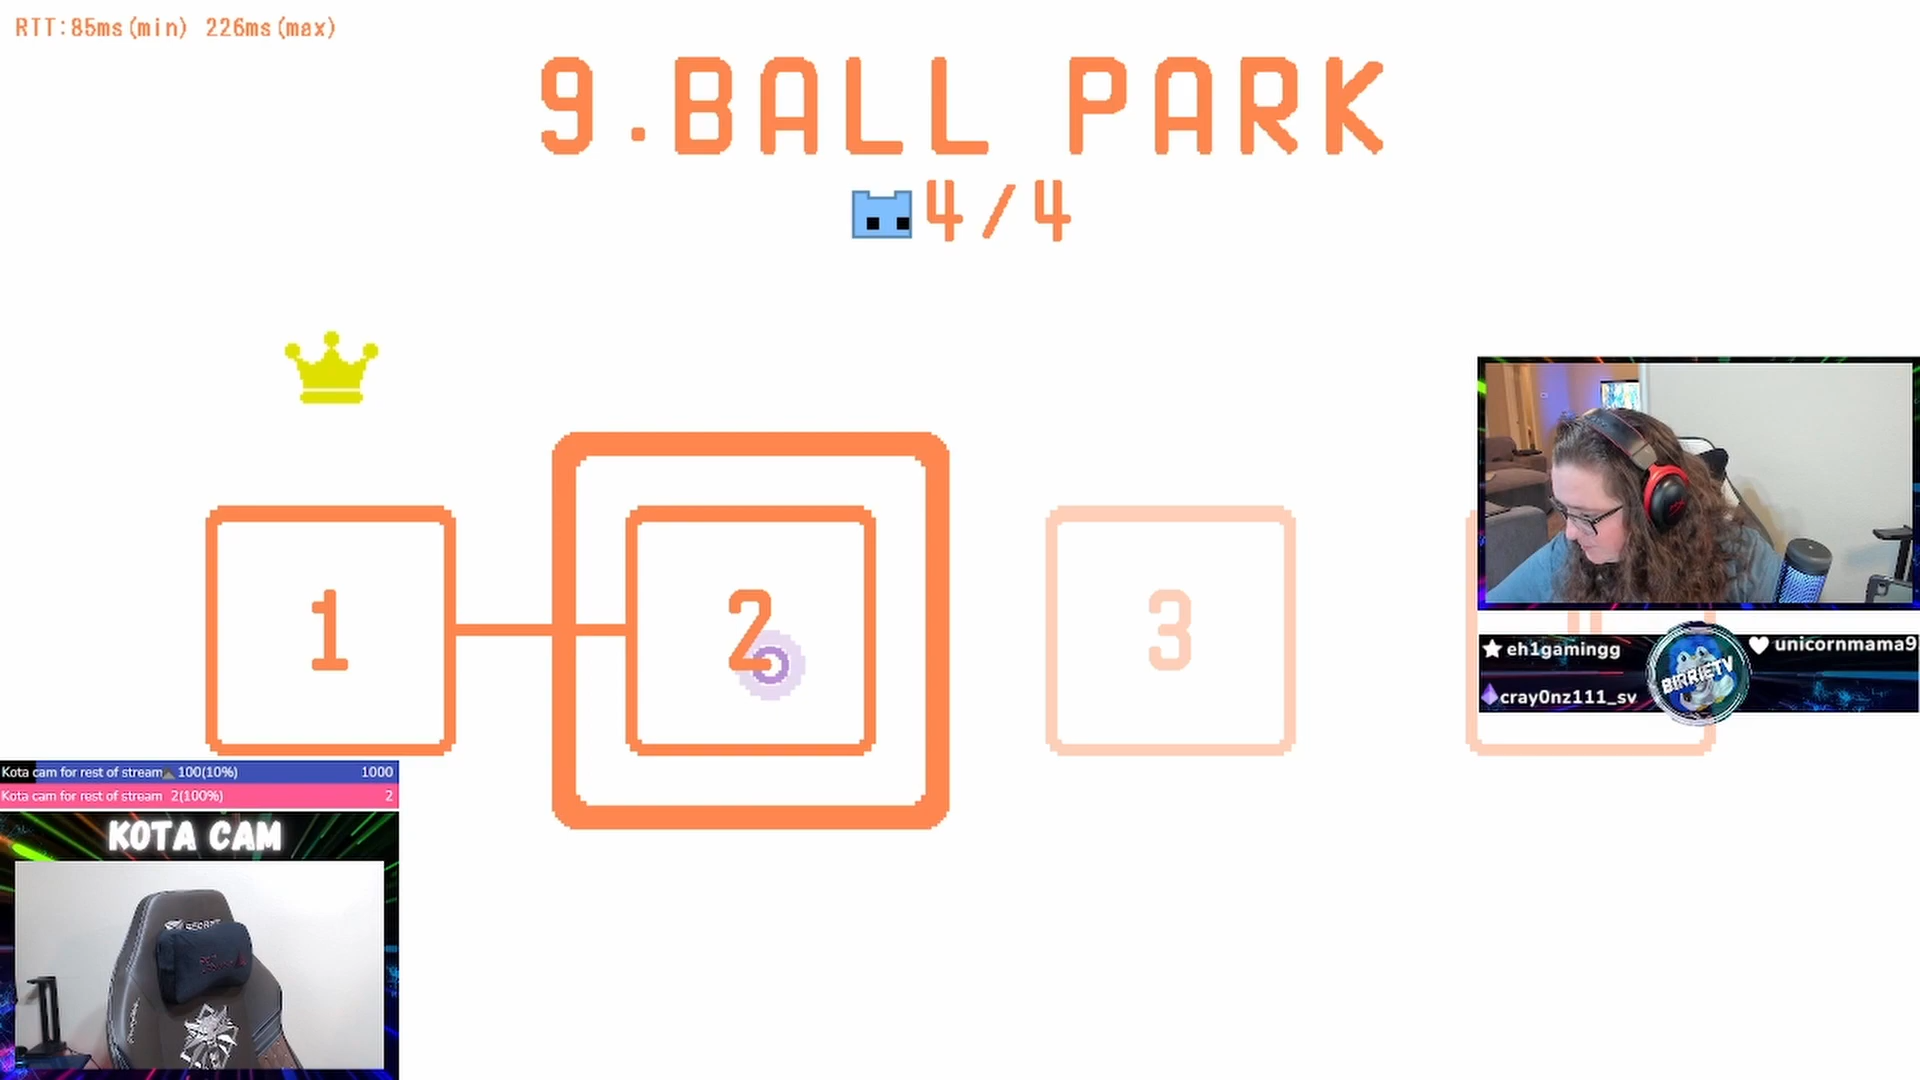 RTT:85ms(min) 226ms(max)
9.BALL PARK
4/4
1
2
3
eh1gamingg
unicornmama9
cray0nz111_sv
BIRRIETV
Kota cam for rest of stream 100(10%) 1000
Kota cam for rest of stream 2(100%) 2
KOTA CAM